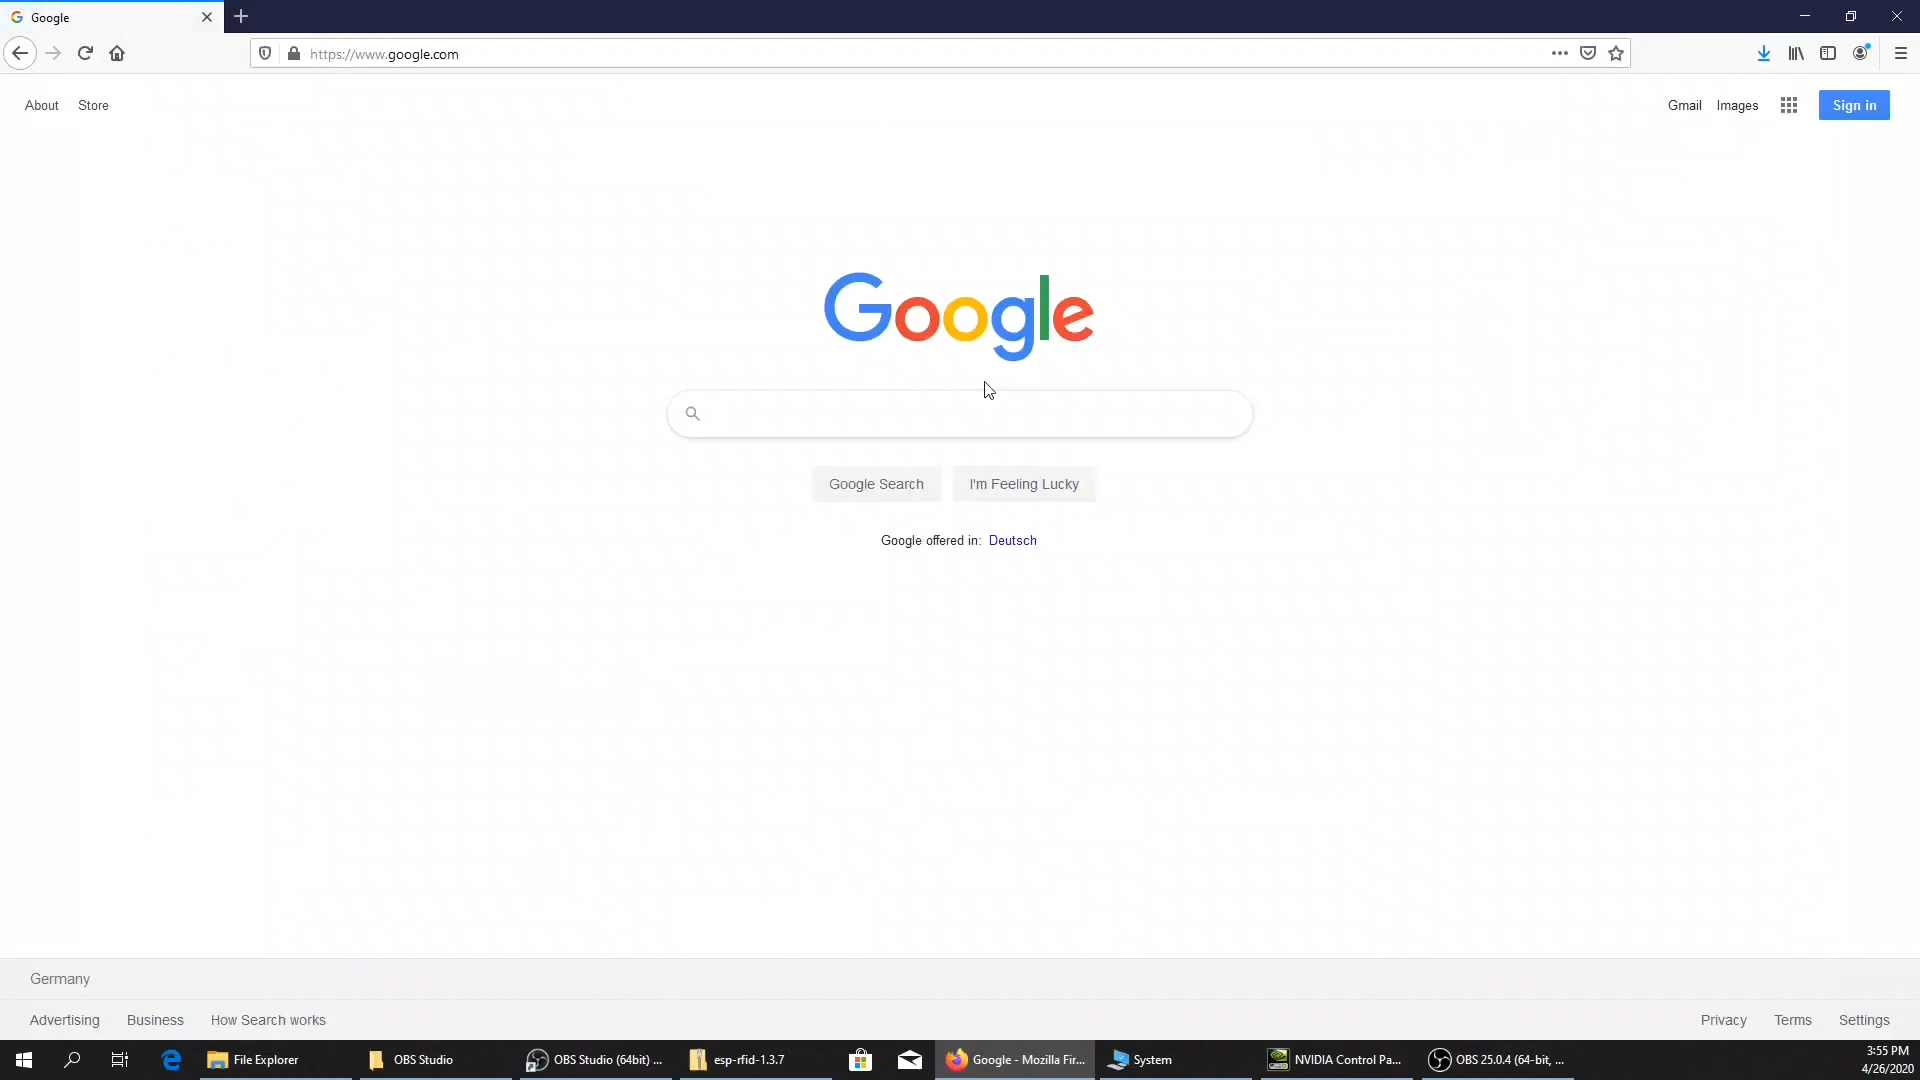 Google
https://www.google.com
About Store
Gmail Images Sign in
Google
Google Search I'm Feeling Lucky
Google offered in: Deutsch
Germany
Advertising Business How Search works
Privacy Terms Settings
File Explorer OBS Studio OBS Studio (64bit) ... esp-rfid-1.3.7 Google - Mozilla Fir... System NVIDIA Control Pa... OBS 25.0.4 (64-bit, ...
3:55 PM
4/26/2020